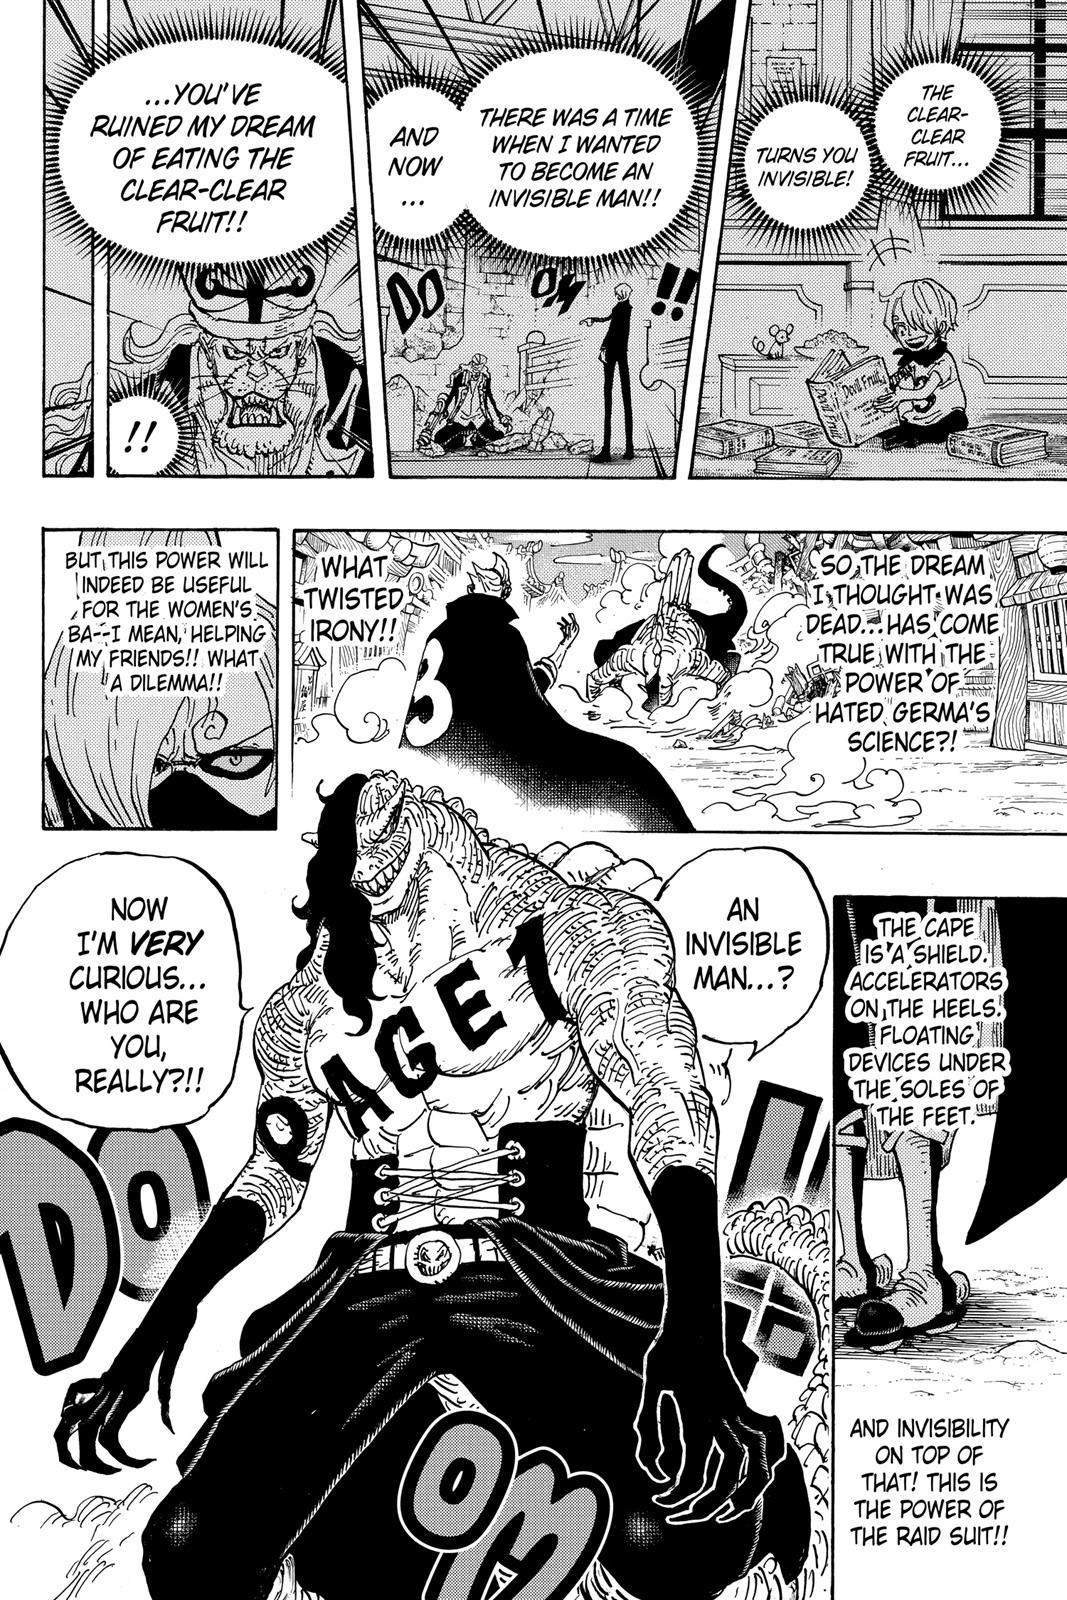 THE
CLEAR-
CLEAR
FRUIT...
TURNS YOU
INVISIBLE!
"Devil Fruit"
THERE WAS A TIME
WHEN I WANTED
TO BECOME AN
INVISIBLE MAN!!
AND
NOW
...
DO
OM
!!
...YOU'VE
RUINED MY DREAM
OF EATING THE
CLEAR-CLEAR
FRUIT!!
!!
SO THE DREAM
I THOUGHT WAS
DEAD... HAS COME
TRUE WITH THE
POWER OF
HATED GERMA'S
SCIENCE?!
WHAT
TWISTED
IRONY!!
3
BUT THIS POWER WILL
INDEED BE USEFUL
FOR THE WOMEN'S
BA--I MEAN, HELPING
MY FRIENDS!! WHAT
A DILEMMA!!
THE CAPE
IS A SHIELD.
ACCELERATORS
ON THE HEELS.
FLOATING
DEVICES UNDER
THE SOLES OF
THE FEET.
AND INVISIBILITY
ON TOP OF
THAT! THIS IS
THE POWER OF
THE RAID SUIT!!
AN
INVISIBLE
MAN...?
NOW
I'M VERY
CURIOUS...
WHO ARE
YOU,
REALLY?!!
PAGE 1
DO
OM
!!